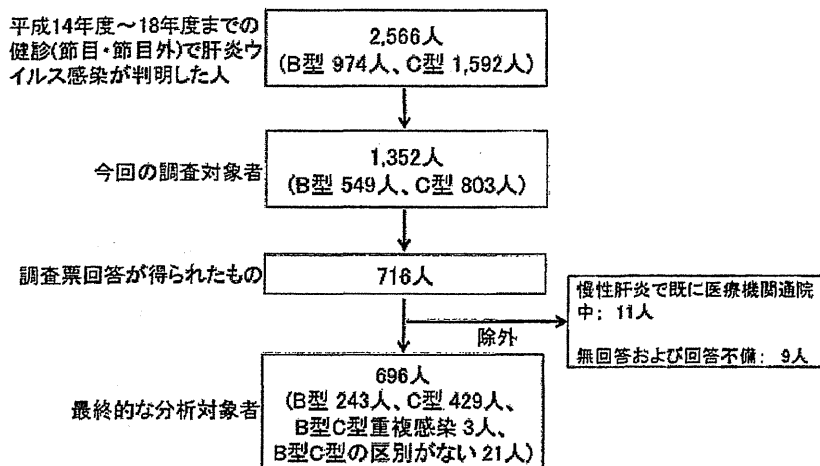 平成14年度～18年度までの
健診(節目・節目外)で肝炎ウ
イルス感染が判明した人
2,566人
(B型 974人、C型 1,592人)
今回の調査対象者
1,352人
(B型 549人、C型 803人)
調査票回答が得られたもの
716人
除外
慢性肝炎で既に医療機関通院
中; 11人
無回答および回答不備; 9人
最終的な分析対象者
696人
(B型 243人、C型 429人、
B型C型重複感染 3人、
B型C型の区別がない 21人)